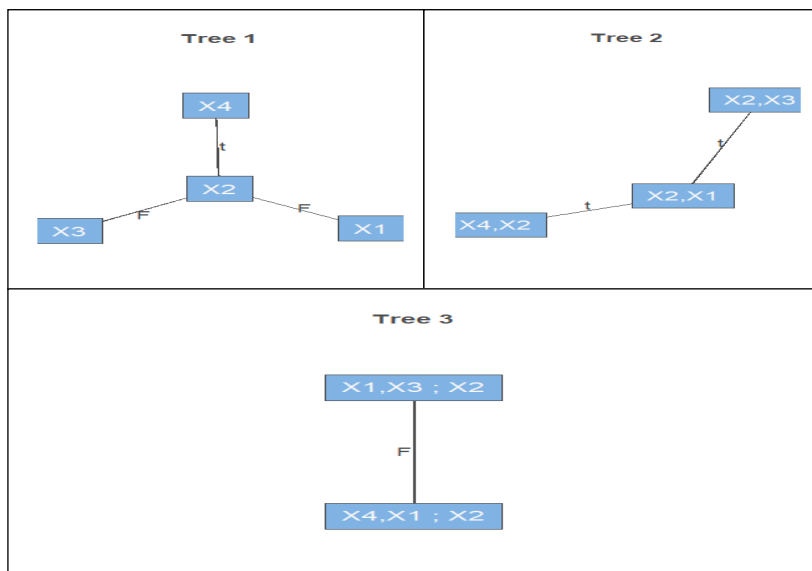 Tree 1
X4
t
X2
F
F
X3
X1
Tree 2
X2,X3
t
X2,X1
t
X4,X2
Tree 3
X1,X3 ; X2
F
X4,X1 ; X2